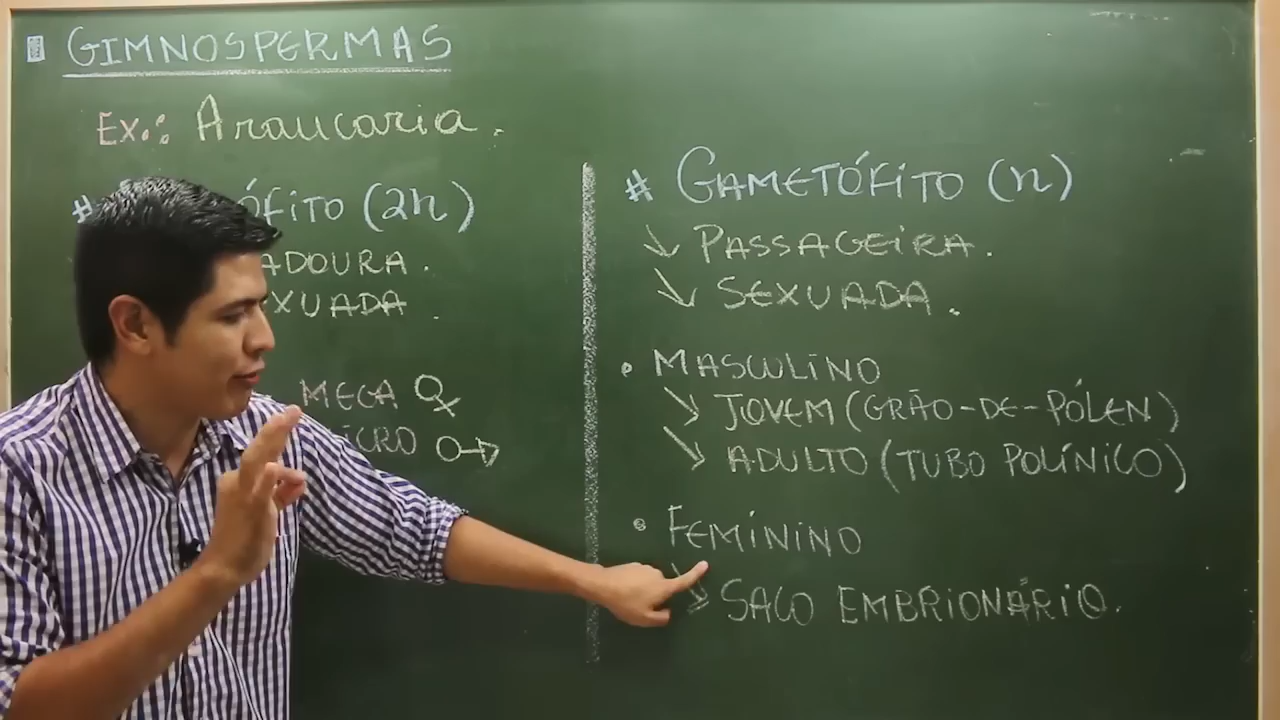 GIMNOSPERMAS
Ex.: Araucaria.
# ÓFITO (2n)
ADOURA.
XUADA.
MEGA ♀
CRO ♂
# GAMETÓFITO (n)
↘ PASSAGEIRA.
↘ SEXUADA.
• MASCULINO
↘ JOVEM (GRÃO-DE-PÓLEN)
↘ ADULTO (TUBO POLÍNICO)
• FEMININO
↘ SACO EMBRIONÁRIO.